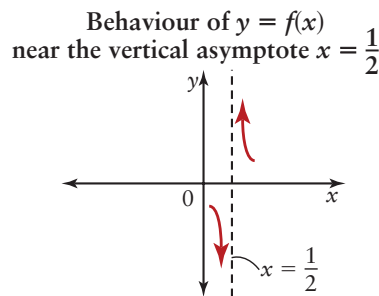 Behaviour of y = f(x)
near the vertical asymptote x = 1/2
y
0
x
x = 1/2